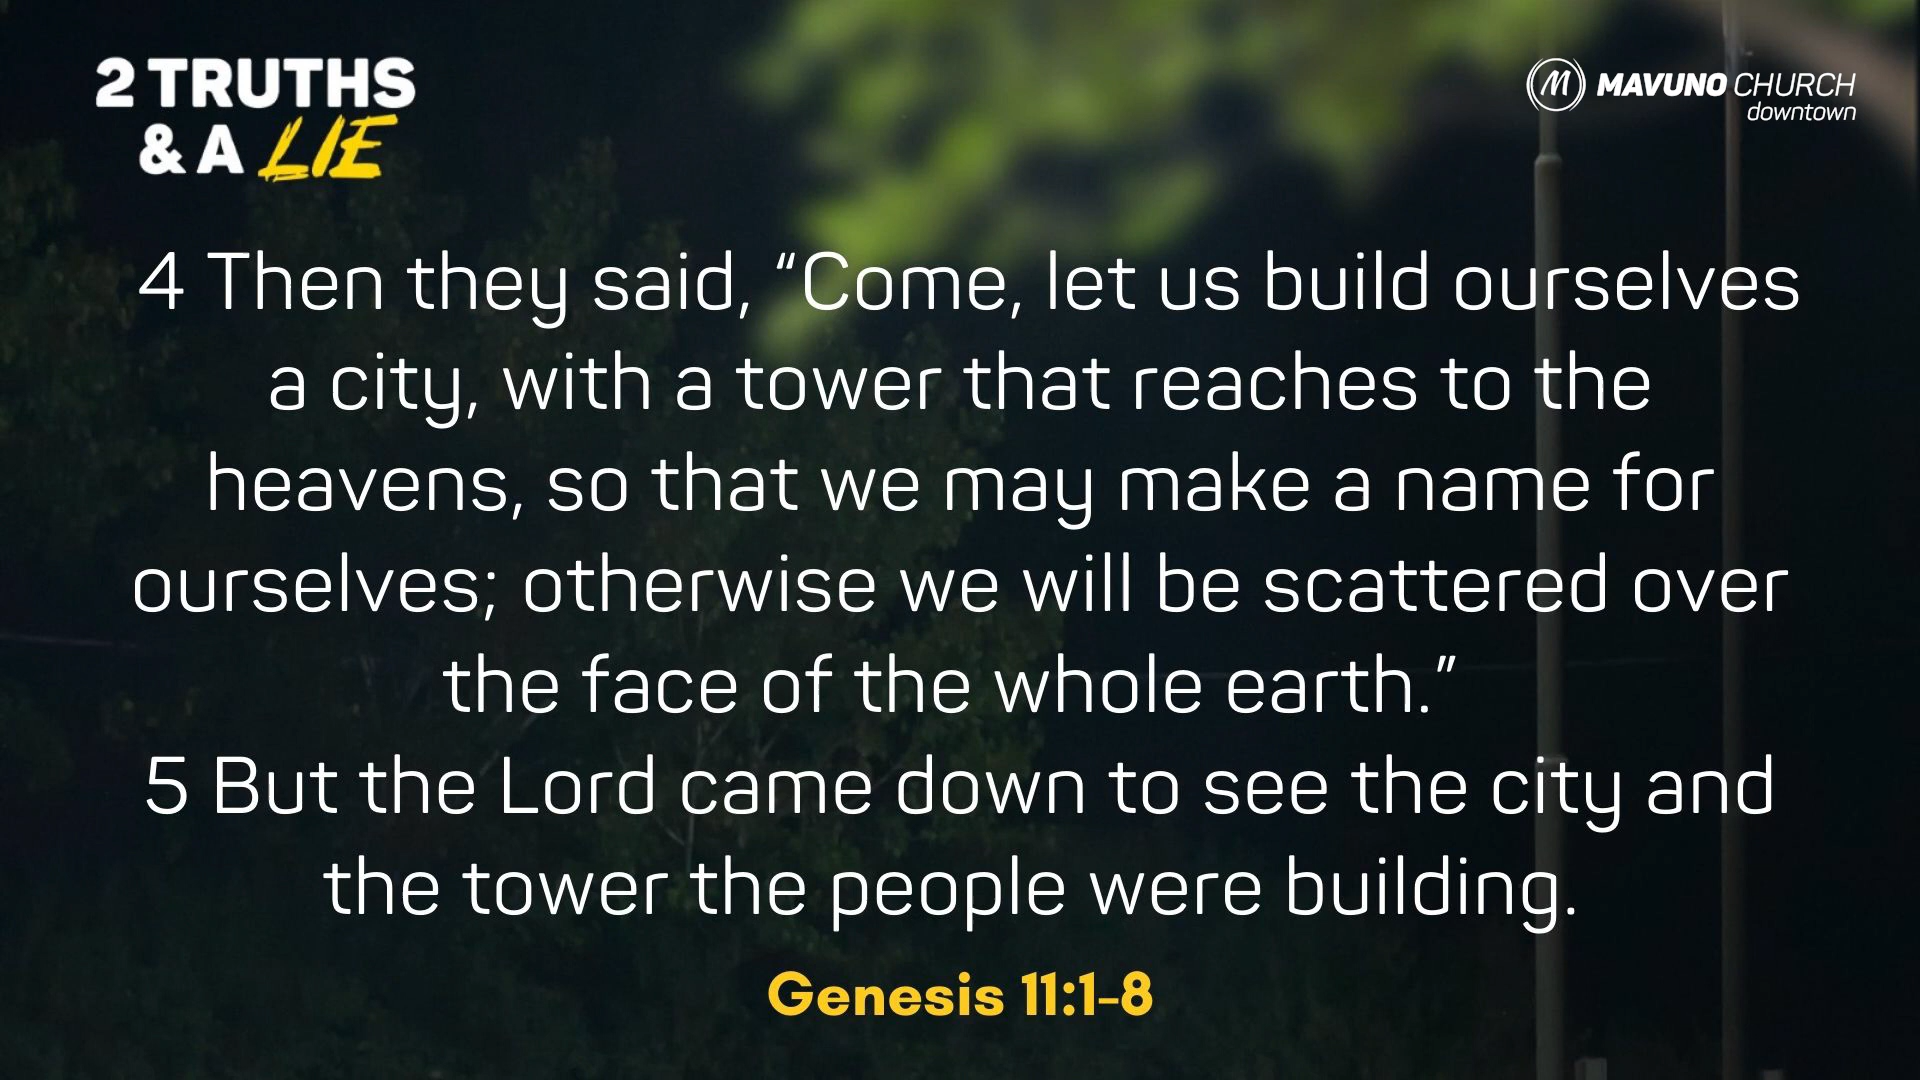 2 TRUTHS
& A LIE
M MAVUNO CHURCH
downtown
4 Then they said, “Come, let us build ourselves
a city, with a tower that reaches to the
heavens, so that we may make a name for
ourselves; otherwise we will be scattered over
the face of the whole earth.”
5 But the Lord came down to see the city and
the tower the people were building.
Genesis 11:1-8